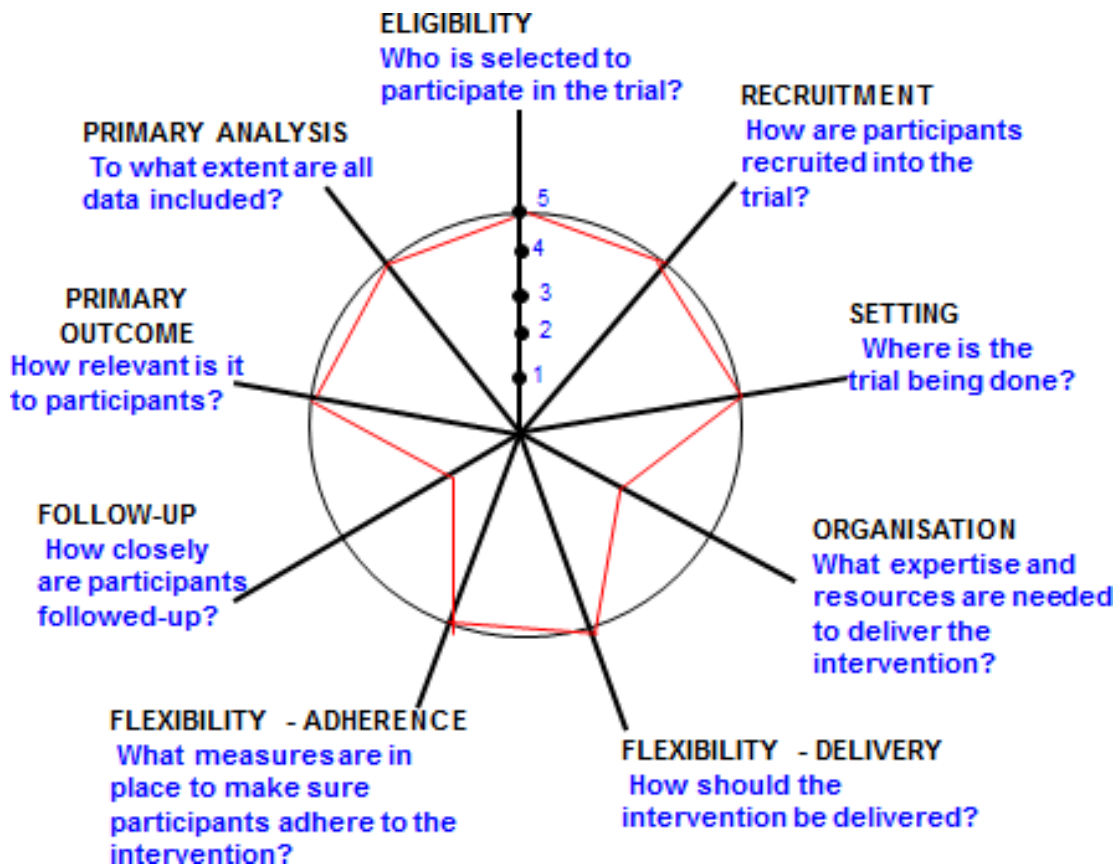 ELIGIBILITY
Who is selected to
participate in the trial?
RECRUITMENT
How are participants
recruited into the
trial?
PRIMARY ANALYSIS
To what extent are all
data included?
5
4
3
2
1
PRIMARY
OUTCOME
How relevant is it
to participants?
SETTING
Where is the
trial being done?
FOLLOW-UP
How closely
are participants
followed-up?
ORGANISATION
What expertise and
resources are needed
to deliver the
intervention?
FLEXIBILITY - ADHERENCE
What measures are in
place to make sure
participants adhere to the
intervention?
FLEXIBILITY - DELIVERY
How should the
intervention be delivered?